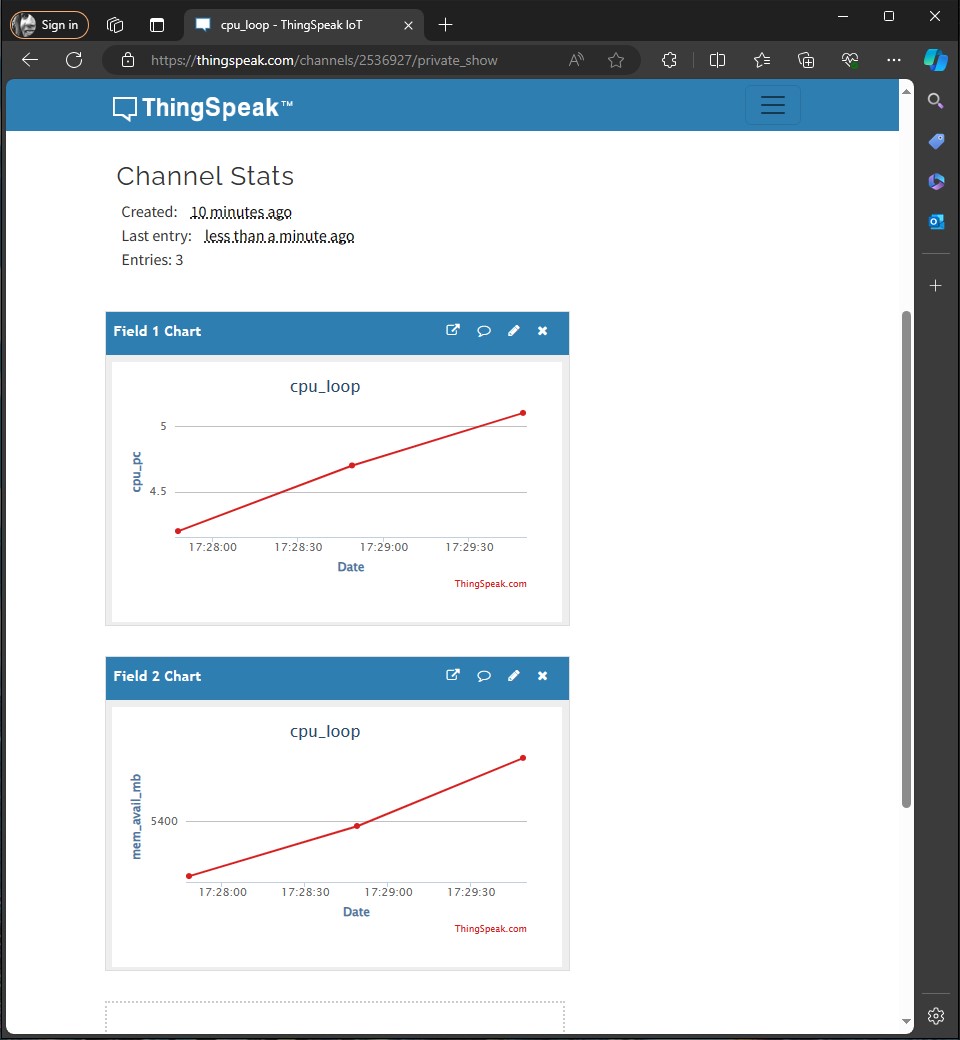 Sign in
cpu_loop - ThingSpeak IoT
https://thingspeak.com/channels/2536927/private_show
ThingSpeak™
Channel Stats
Created: 10 minutes ago
Last entry: less than a minute ago
Entries: 3
Field 1 Chart
cpu_loop
5
cpu_pc
4.5
17:28:00 17:28:30 17:29:00 17:29:30
Date
ThingSpeak.com
Field 2 Chart
cpu_loop
mem_avail_mb
5400
17:28:00 17:28:30 17:29:00 17:29:30
Date
ThingSpeak.com